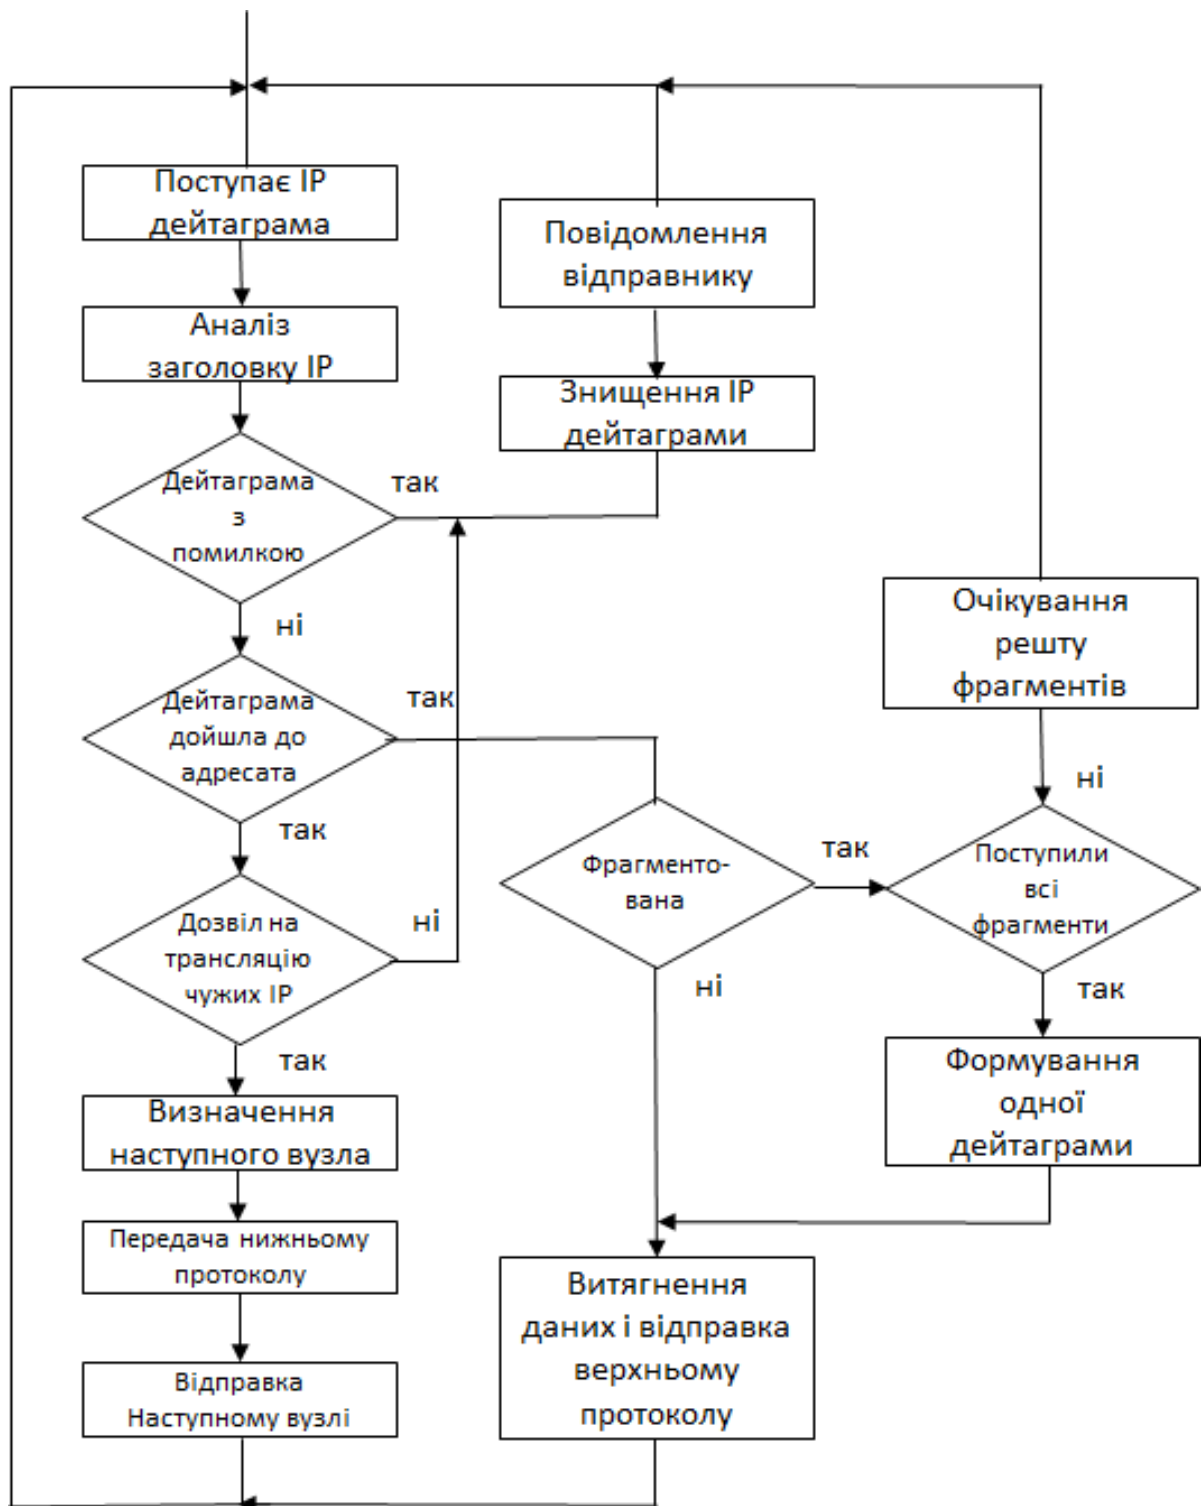 Поступає IP
дейтаграма
Аналіз
заголовку IP
Дейтаграма
з
помилкою
так
ні
Дейтаграма
дойшла до
адресата
так
так
Дозвіл на
трансляцію
чужих IP
ні
так
Визначення
наступного вузла
Передача нижньому
протоколу
Відправка
Наступному вузлі
Повідомлення
відправнику
Знищення IP
дейтаграми
Фрагменто-
вана
так
ні
Витягнення
даних і відправка
верхньому
протоколу
Очікування
решту
фрагментів
ні
Поступили
всі
фрагменти
так
Формування
одної
дейтаграми